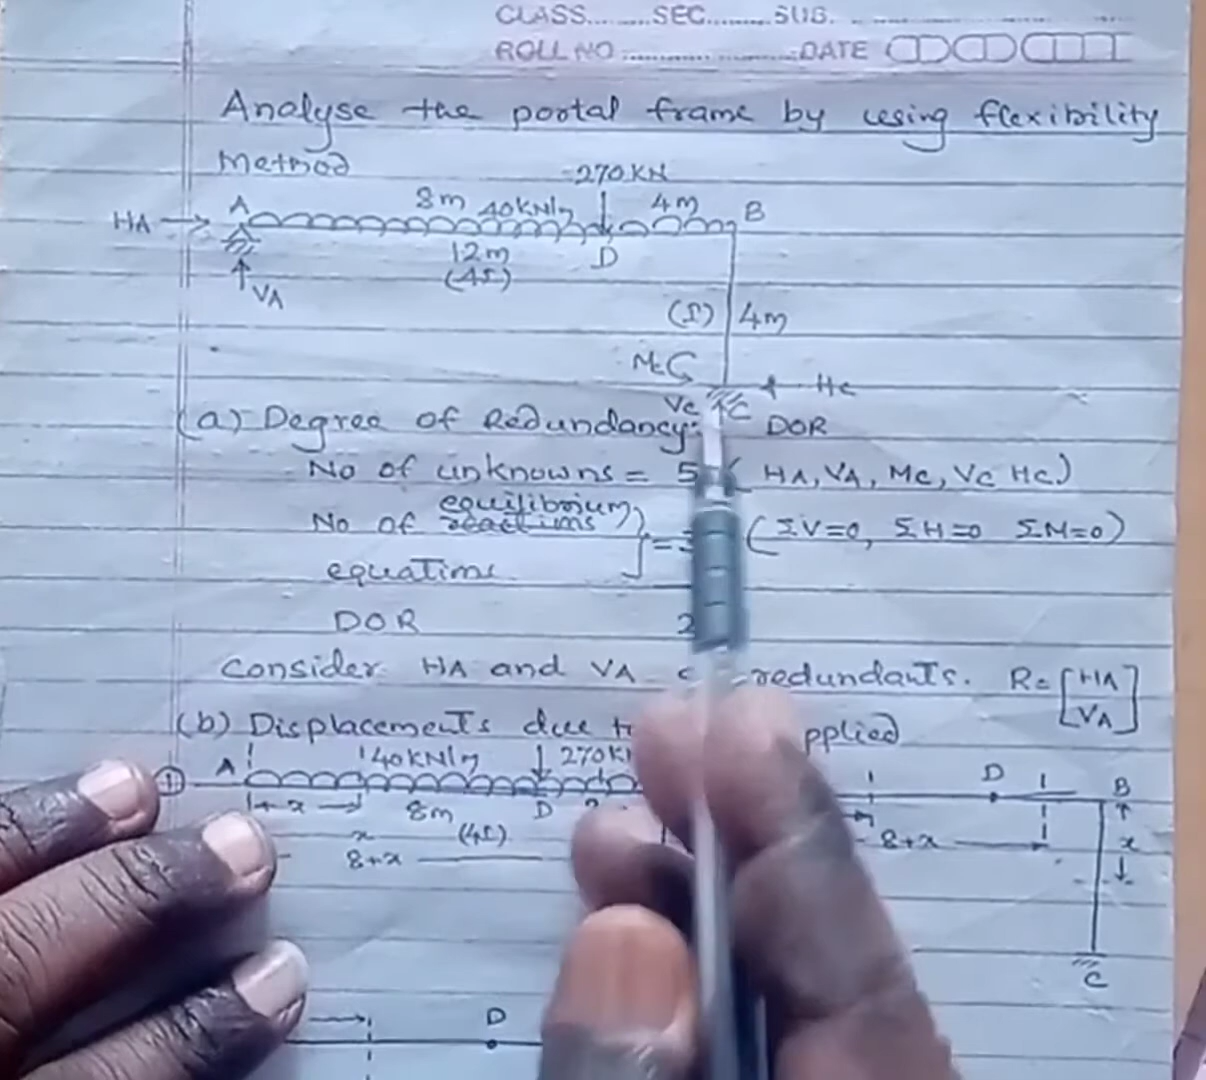 CLASS........SEC.........SUB.
ROLL NO ....................DATE
Analyse the portal frame by using flexibility
Method
270KN
8m 40KN/m 4m B
HA A
12m D
(4I)
VA
(I) 4m
Mc
Hc
Vc C
(a) Degree of Redundancy: DOR
No of unknowns = 5 ( HA, VA, Mc, Vc Hc)
equilibrium
No of reactions = (ΣV=0, ΣH=0 ΣM=0)
equations
DOR 2
Consider HA and VA redundants. R= [HA
VA]
(b) Displacements due pplied
A 40KN/m 270K D B
1 x 8m D 8+x x
x (4I)
8+x
C
D